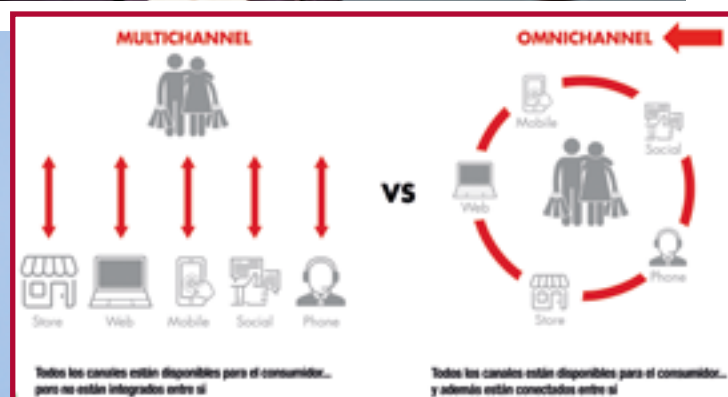 MULTICHANNEL
Store
Web
Mobile
Social
Phone
Todos los canales están disponibles para el consumidor...
pero no están integrados entre si
VS
OMNICHANNEL
Mobile
Social
Web
Phone
Store
Todos los canales están disponibles para el consumidor...
y además están conectados entre si